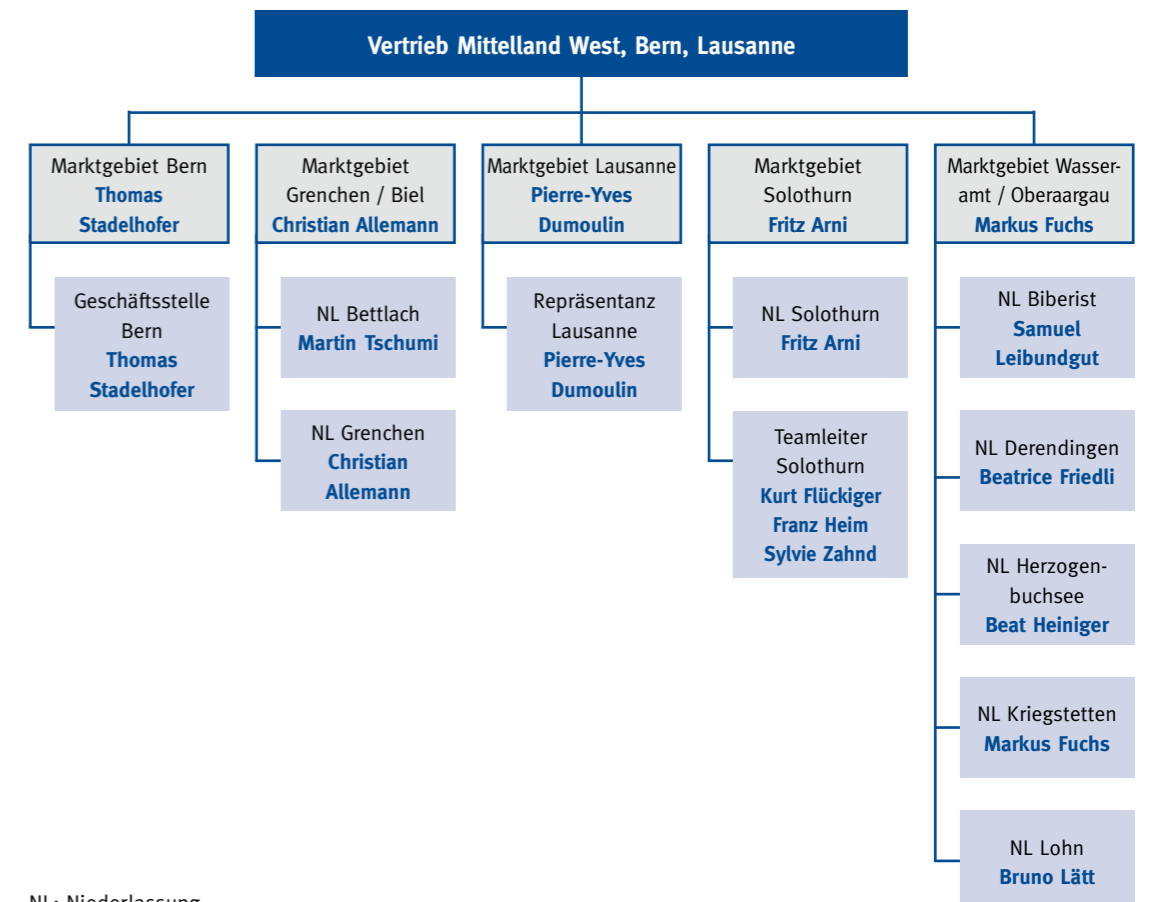 Vertrieb Mittelland West, Bern, Lausanne
Marktgebiet Bern
Thomas
Stadelhofer
Geschäftsstelle
Bern
Thomas
Stadelhofer
Marktgebiet
Grenchen / Biel
Christian Allemann
NL Bettlach
Martin Tschumi
NL Grenchen
Christian
Allemann
Marktgebiet Lausanne
Pierre-Yves
Dumoulin
Repräsentanz
Lausanne
Pierre-Yves
Dumoulin
Marktgebiet
Solothurn
Fritz Arni
NL Solothurn
Fritz Arni
Teamleiter
Solothurn
Kurt Flückiger
Franz Heim
Sylvie Zahnd
Marktgebiet Wasser-
amt / Oberaargau
Markus Fuchs
NL Biberist
Samuel
Leibundgut
NL Derendingen
Beatrice Friedli
NL Herzogen-
buchsee
Beat Heiniger
NL Kriegstetten
Markus Fuchs
NL Lohn
Bruno Lätt
NL: Niederlassung